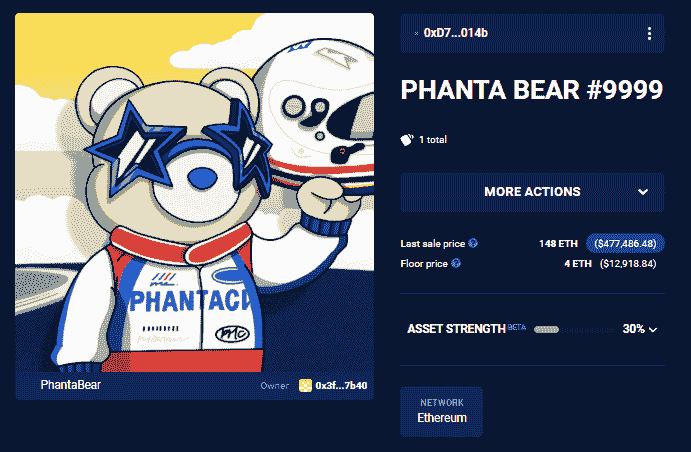 0xD7...014b
PHANTA BEAR #9999
1 total
MORE ACTIONS
Last sale price 148 ETH ($477,486.48)
Floor price 4 ETH ($12,918.84)
ASSET STRENGTH BETA 30%
NETWORK
Ethereum
PHANTACI
MC
PhantaBear Owner 0x3f...7b40